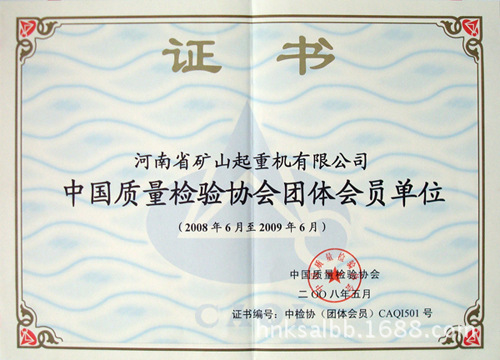 证书
河南省矿山起重机有限公司
中国质量检验协会团体会员单位
(2008年6月至2009年6月)
中国质量检验协会
二〇〇八年五月
证书编号：中检协（团体会员）CAQI501号
hnksalbb.1688.com